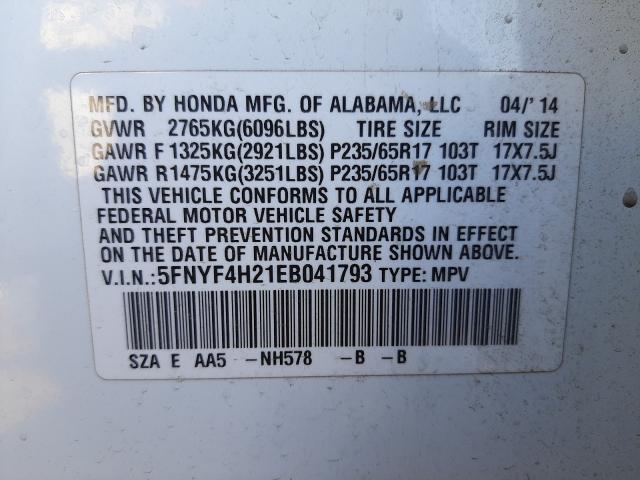 MFD. BY HONDA MFG. OF ALABAMA, LLC 04/'14
GVWR 2765KG(6096LBS) TIRE SIZE RIM SIZE
GAWR F 1325KG(2921LBS) P235/65R17 103T 17X7.5J
GAWR R1475KG(3251LBS) P235/65R17 103T 17X7.5J
THIS VEHICLE CONFORMS TO ALL APPLICABLE
FEDERAL MOTOR VEHICLE SAFETY
AND THEFT PREVENTION STANDARDS IN EFFECT
ON THE DATE OF MANUFACTURE SHOWN ABOVE.
V.I.N.:5FNYF4H21EB041793 TYPE: MPV
SZA E AA5 -NH578 -B -B